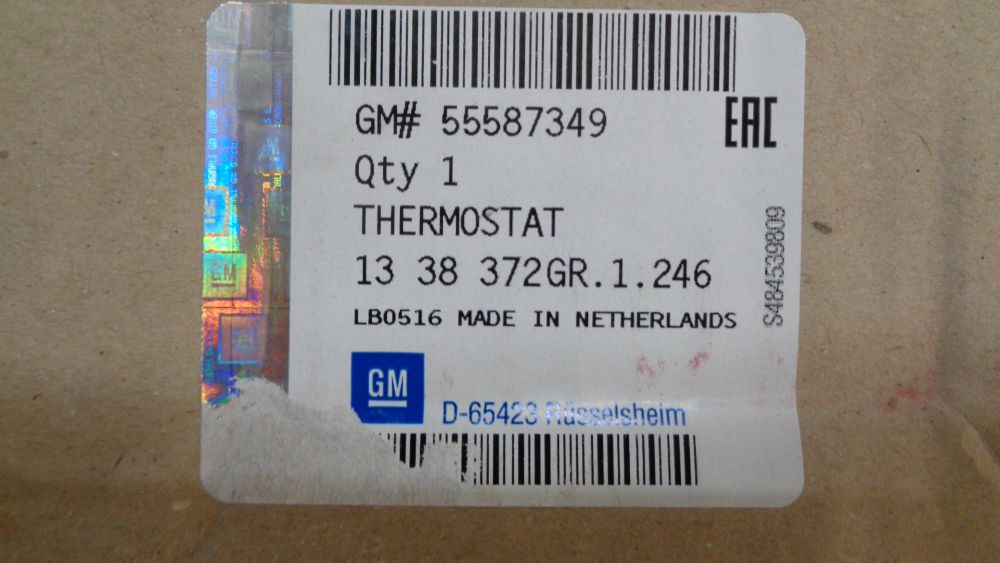 GM# 55587349
EAC
Qty 1
THERMOSTAT
13 38 372GR.1.246
LB0516 MADE IN NETHERLANDS
S484539809
GM
D-65423 Rüsselsheim
GM